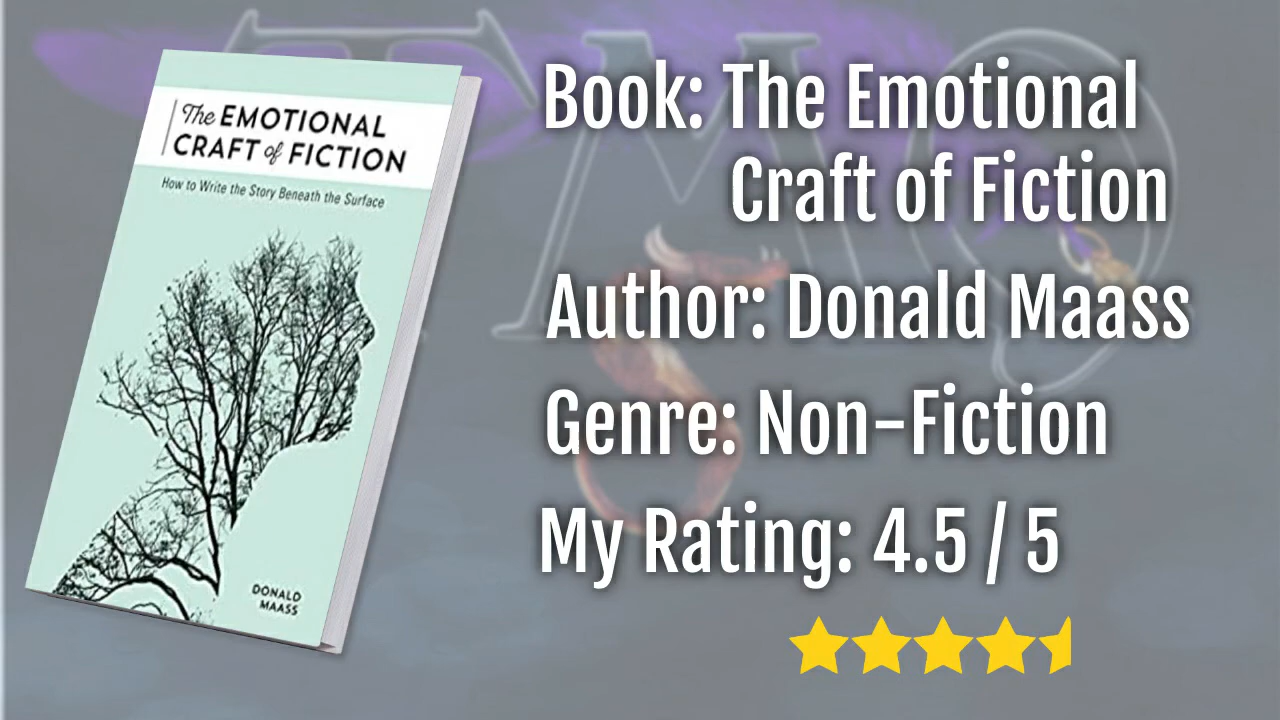 The EMOTIONAL
CRAFT of FICTION
How to Write the Story Beneath the Surface
DONALD
MAASS
Book: The Emotional
Craft of Fiction
Author: Donald Maass
Genre: Non-Fiction
My Rating: 4.5 / 5